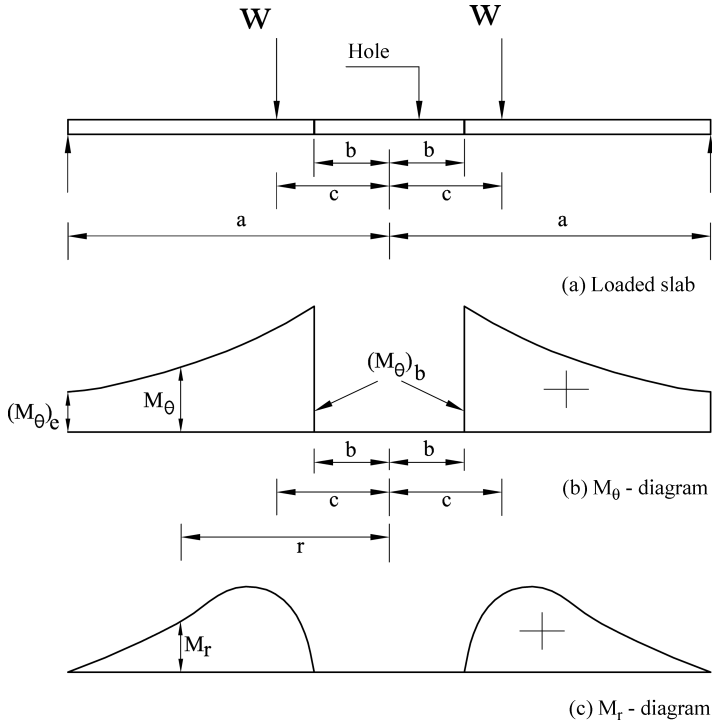 W W
Hole
b b
c c
a a
(a) Loaded slab
(Mθ)b
(Mθ)e Mθ
b b
(b) Mθ - diagram
c c
r
Mr
(c) Mr - diagram